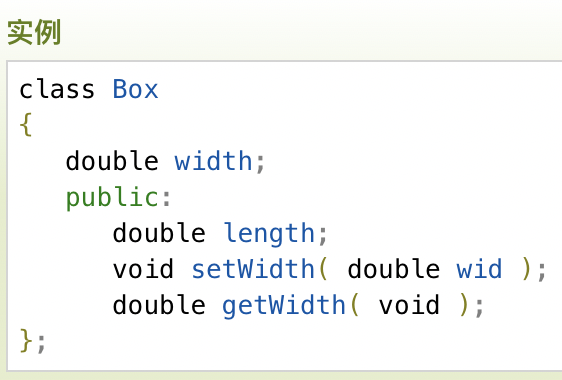 实例
class Box
{
   double width;
   public:
      double length;
      void setWidth( double wid );
      double getWidth( void );
};